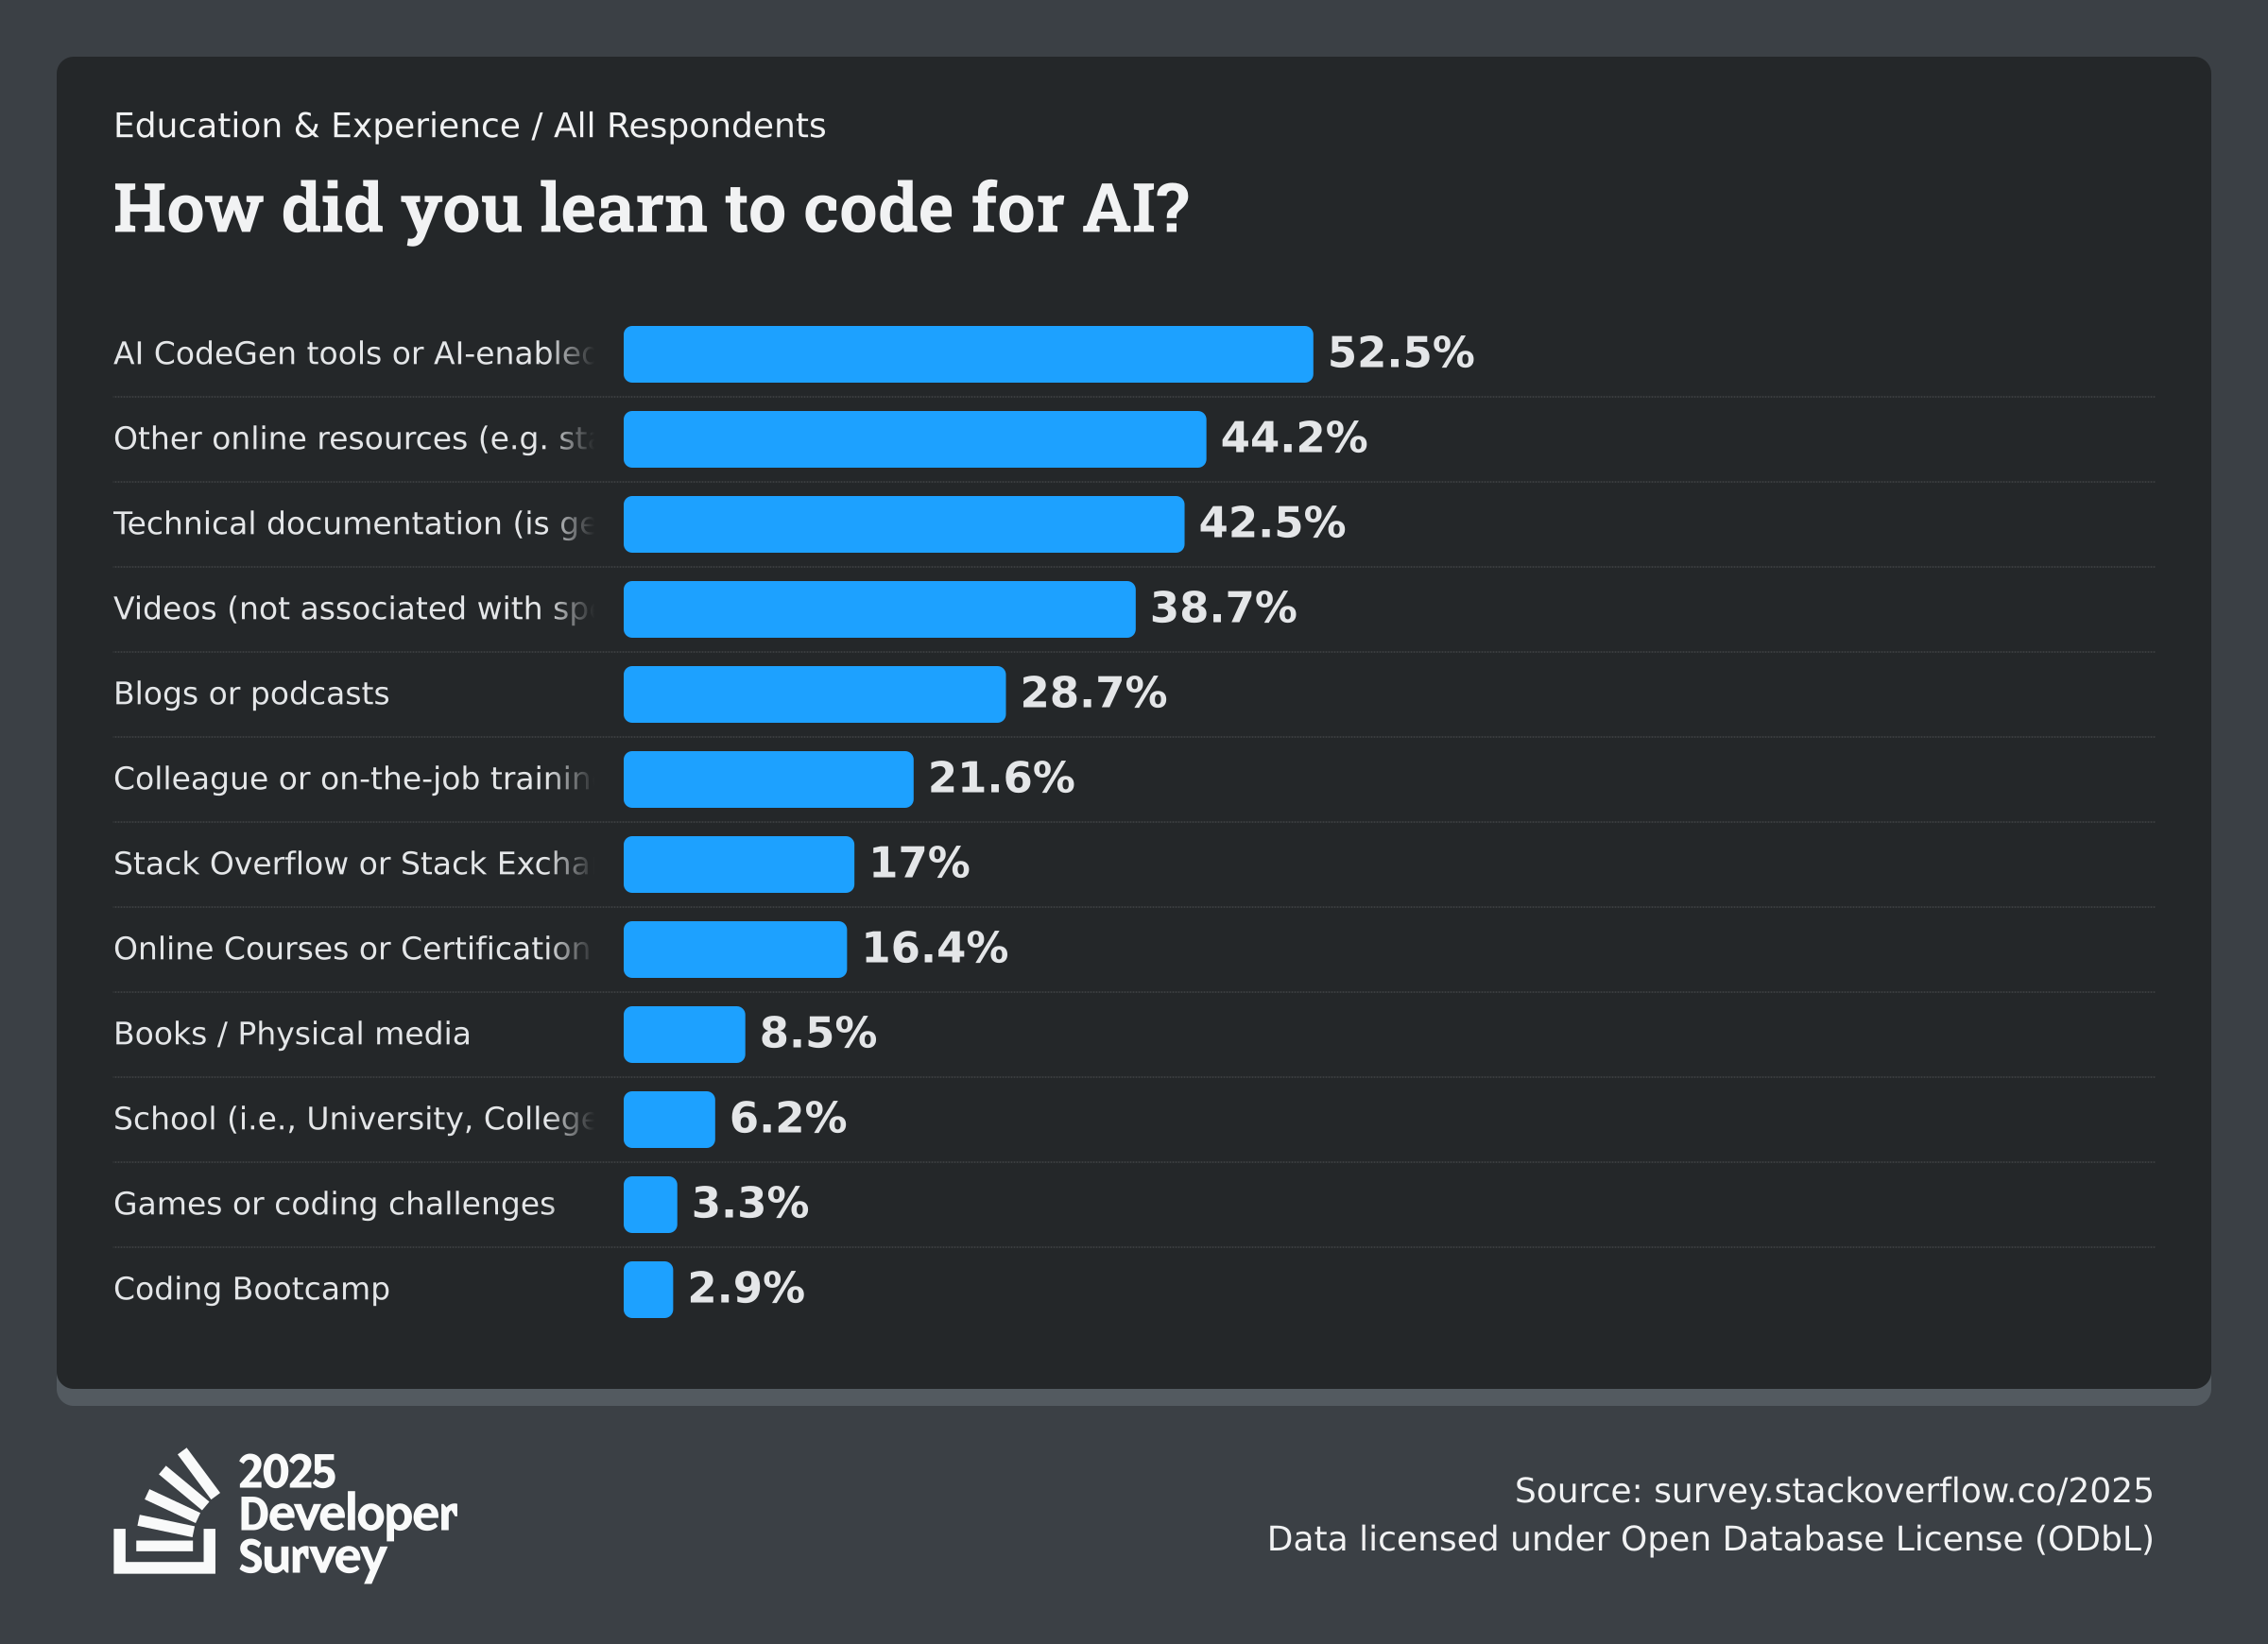 Education & Experience / All Respondents
How did you learn to code for AI?
AI CodeGen tools or AI-enabled 52.5%
Other online resources (e.g. sta 44.2%
Technical documentation (is ge 42.5%
Videos (not associated with spe 38.7%
Blogs or podcasts 28.7%
Colleague or on-the-job trainin 21.6%
Stack Overflow or Stack Excha 17%
Online Courses or Certification 16.4%
Books / Physical media 8.5%
School (i.e., University, College 6.2%
Games or coding challenges 3.3%
Coding Bootcamp 2.9%
2025
Developer
Survey
Source: survey.stackoverflow.co/2025
Data licensed under Open Database License (ODbL)